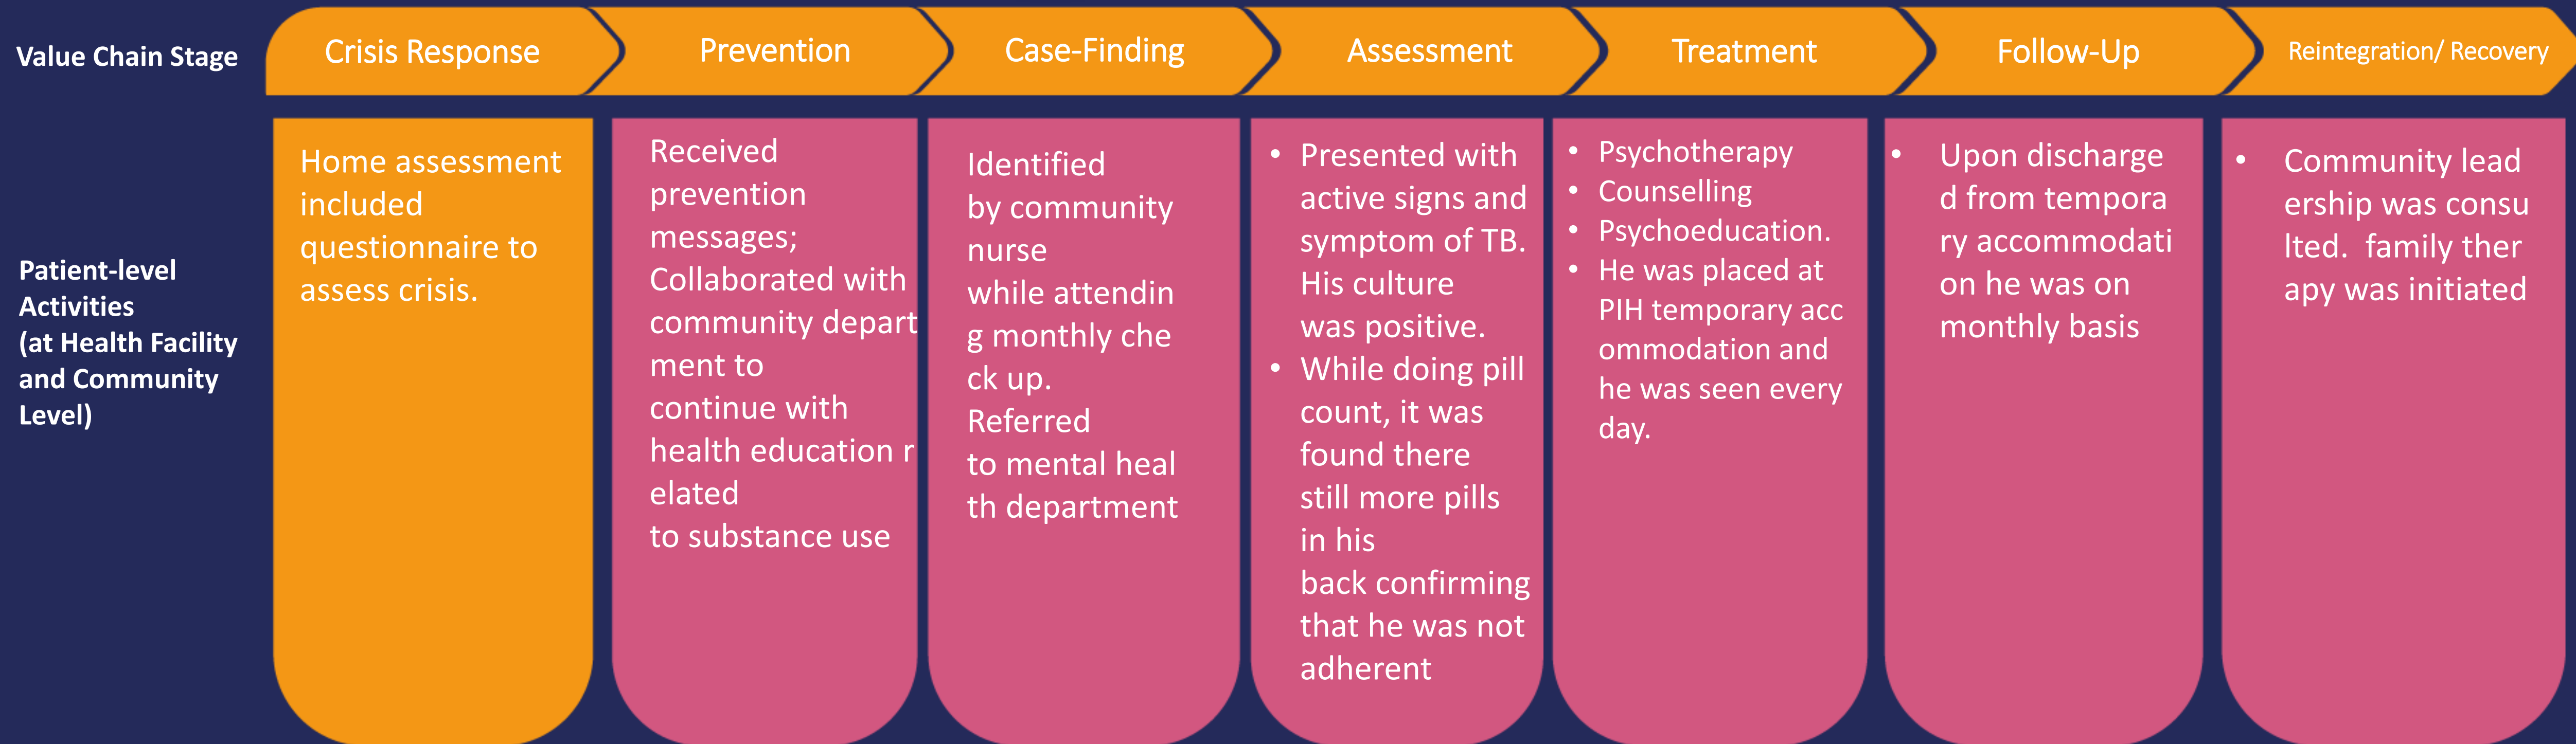 Value Chain Stage
Crisis Response
Prevention
Case-Finding
Assessment
Treatment
Follow-Up
Reintegration/ Recovery
Patient-level
Activities
(at Health Facility
and Community
Level)
Home assessment
included
questionnaire to
assess crisis.
Received
prevention
messages;
Collaborated with
community depart
ment to
continue with
health education r
elated
to substance use
Identified
by community
nurse
while attendin
g monthly che
ck up.
Referred
to mental heal
th department
• Presented with
active signs and
symptom of TB.
His culture
was positive.
• While doing pill
count, it was
found there
still more pills
in his
back confirming
that he was not
adherent
• Psychotherapy
• Counselling
• Psychoeducation.
• He was placed at
PIH temporary acc
ommodation and
he was seen every
day.
• Upon discharge
d from tempora
ry accommodati
on he was on
monthly basis
• Community lead
ership was consu
lted.  family ther
apy was initiated